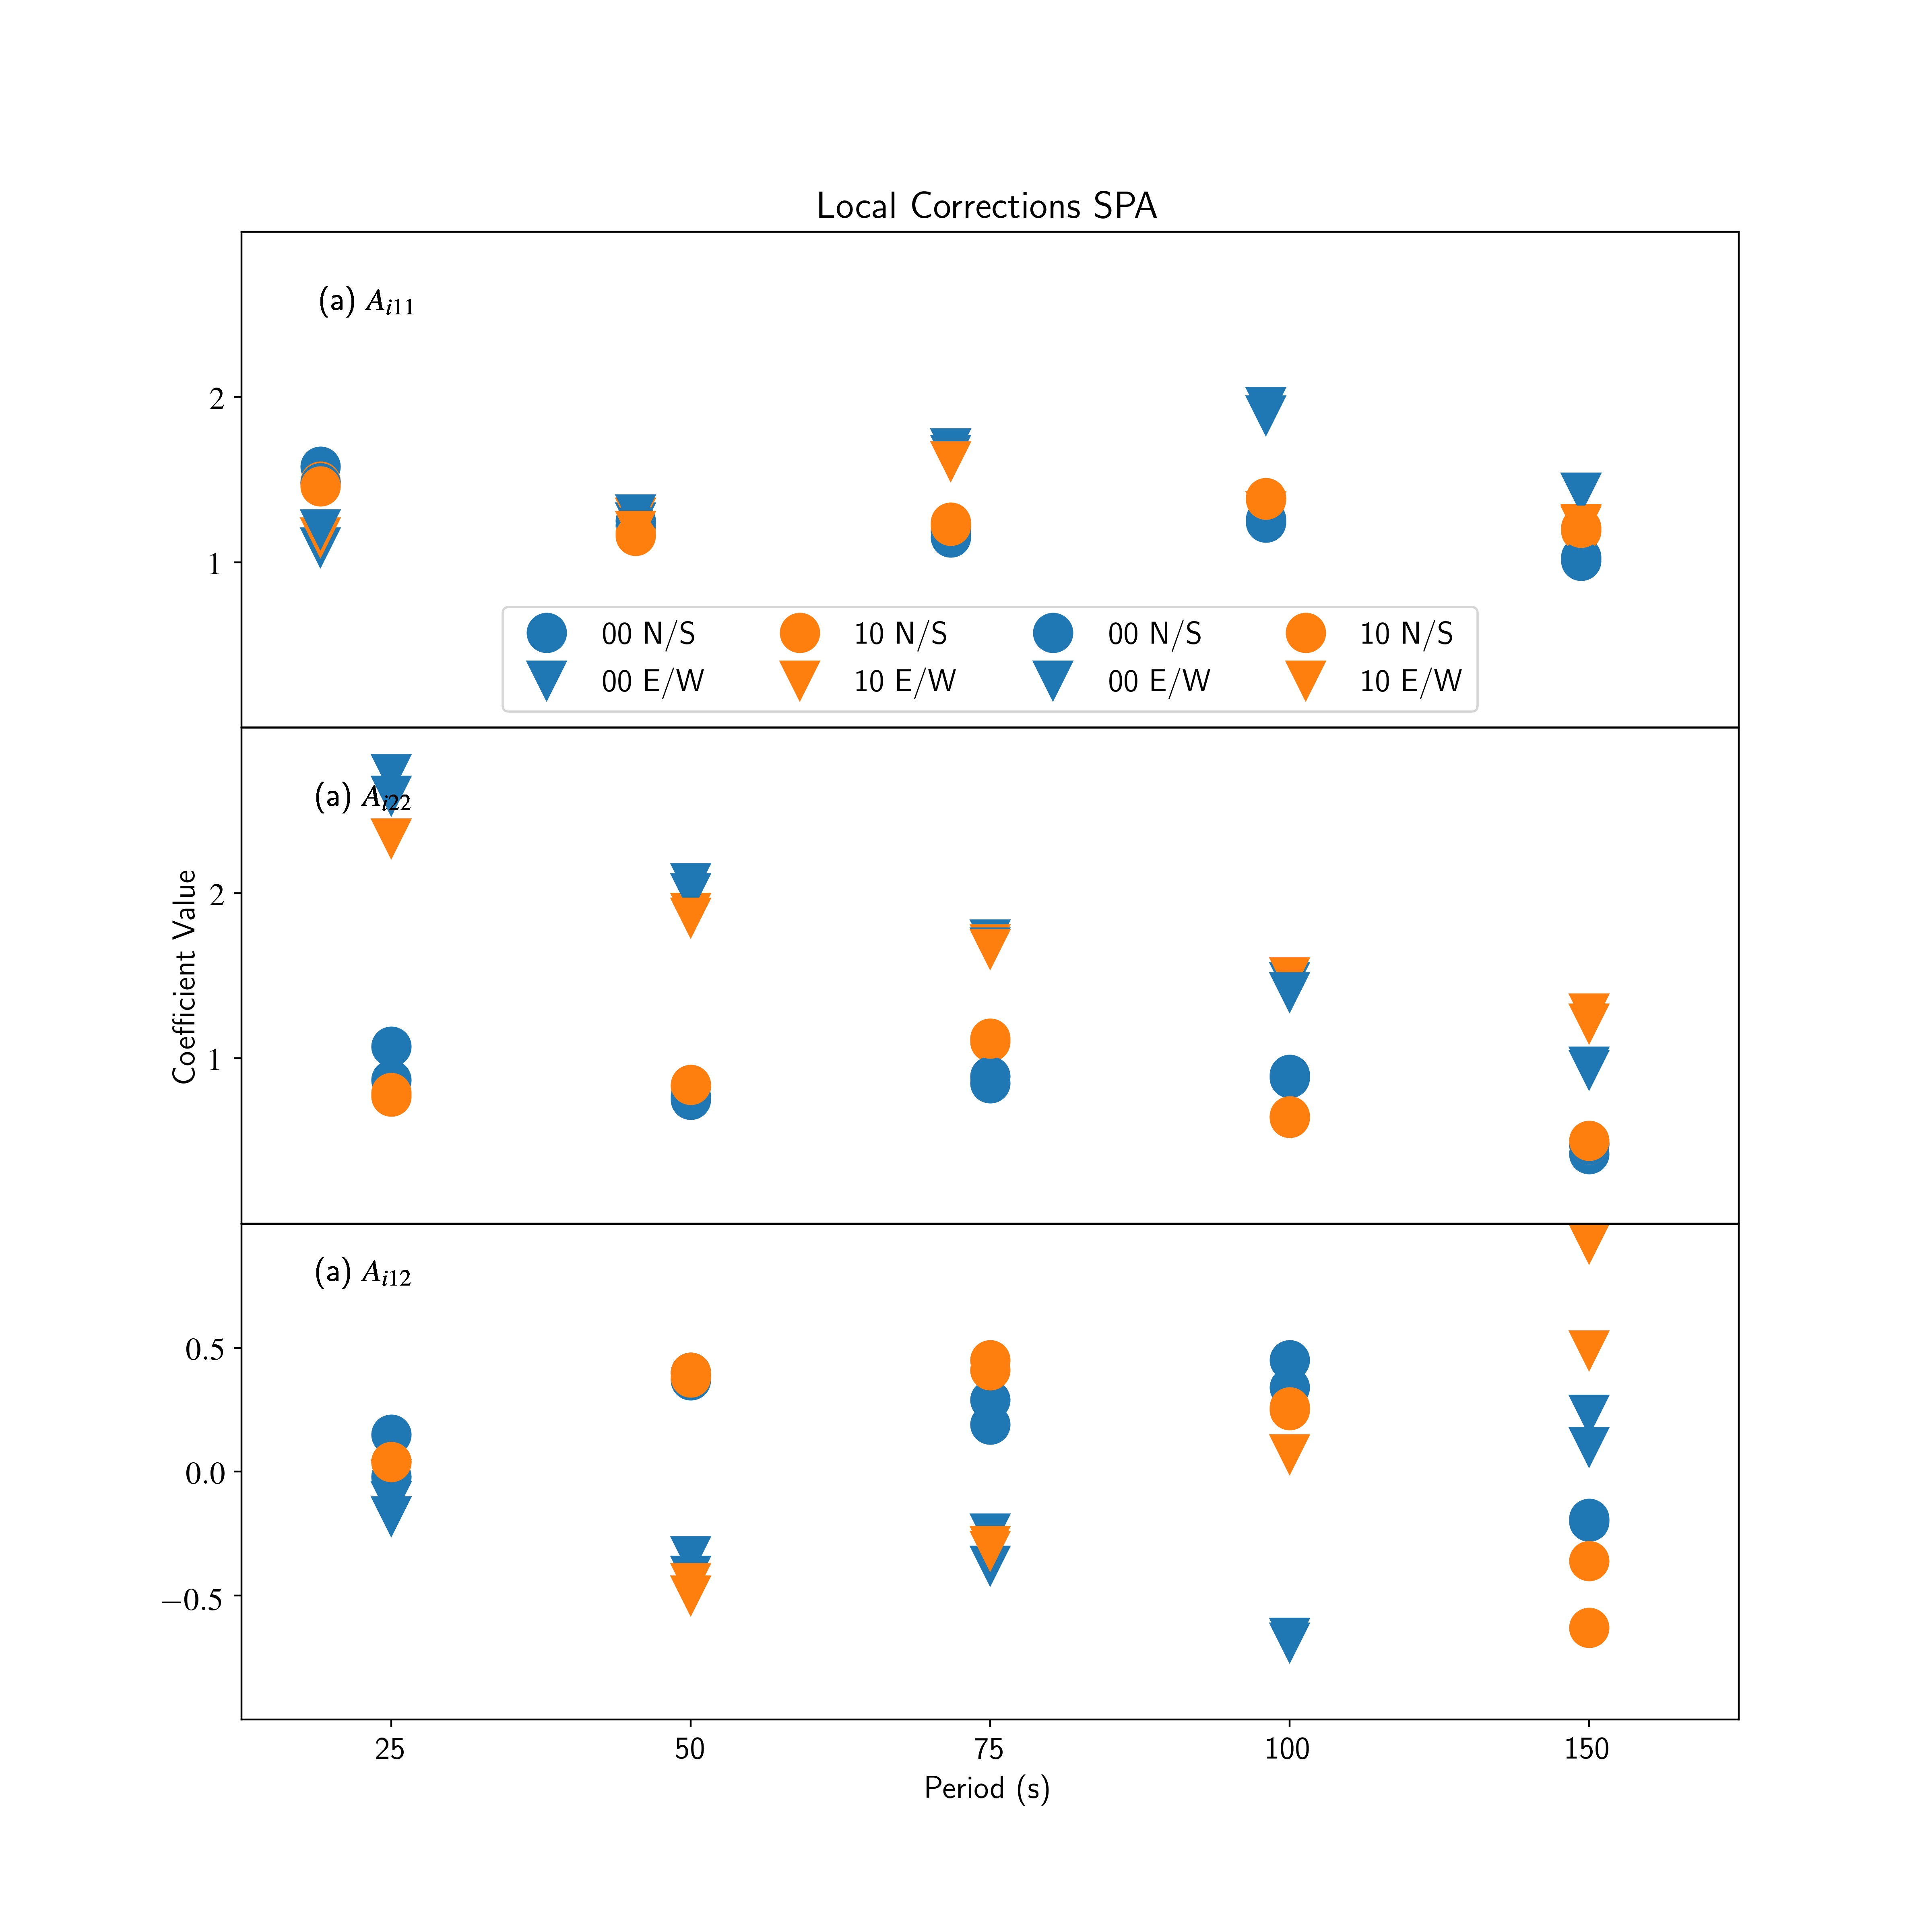 Local Corrections SPA
(a) A_{i11}
2
1
00 N/S 10 N/S 00 N/S 10 N/S
00 E/W 10 E/W 00 E/W 10 E/W
(a) A_{i22}
2
1
Coefficient Value
(a) A_{i12}
0.5
0.0
−0.5
25 50 75 100 150
Period (s)